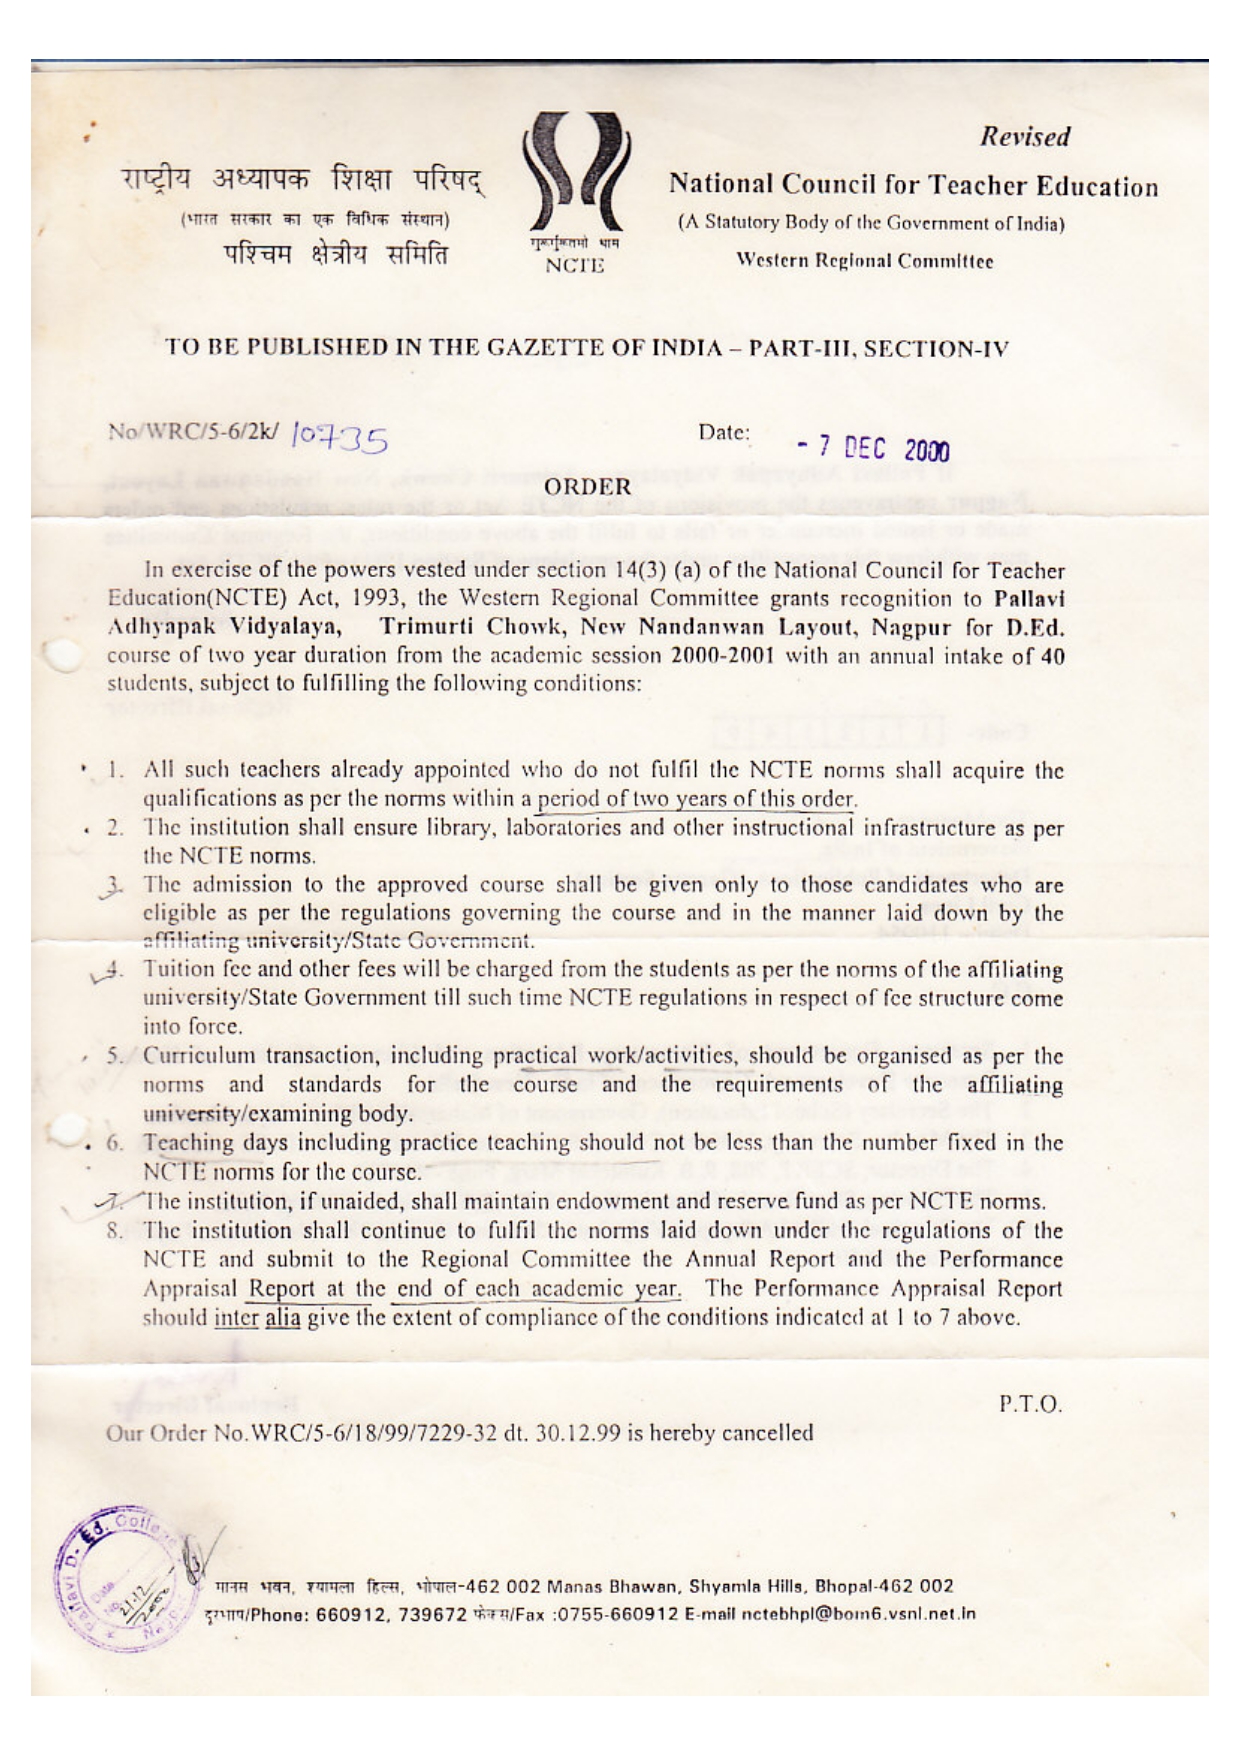 Revised
राष्ट्रीय अध्यापक शिक्षा परिषद्
(भारत सरकार का एक विधिक संस्थान)
पश्चिम क्षेत्रीय समिति
NCTE
National Council for Teacher Education
(A Statutory Body of the Government of India)
Western Regional Committee
TO BE PUBLISHED IN THE GAZETTE OF INDIA – PART-III, SECTION-IV
No/WRC/5-6/2k/ 10735
Date: - 7 DEC 2000
ORDER
In exercise of the powers vested under section 14(3) (a) of the National Council for Teacher
Education(NCTE) Act, 1993, the Western Regional Committee grants recognition to Pallavi
Adhyapak Vidyalaya, Trimurti Chowk, New Nandanwan Layout, Nagpur for D.Ed.
course of two year duration from the academic session 2000-2001 with an annual intake of 40
students, subject to fulfilling the following conditions:
1. All such teachers already appointed who do not fulfil the NCTE norms shall acquire the
qualifications as per the norms within a period of two years of this order.
2. The institution shall ensure library, laboratories and other instructional infrastructure as per
the NCTE norms.
3. The admission to the approved course shall be given only to those candidates who are
eligible as per the regulations governing the course and in the manner laid down by the
affiliating university/State Government.
4. Tuition fee and other fees will be charged from the students as per the norms of the affiliating
university/State Government till such time NCTE regulations in respect of fee structure come
into force.
5. Curriculum transaction, including practical work/activities, should be organised as per the
norms and standards for the course and the requirements of the affiliating
university/examining body.
6. Teaching days including practice teaching should not be less than the number fixed in the
NCTE norms for the course.
7. The institution, if unaided, shall maintain endowment and reserve fund as per NCTE norms.
8. The institution shall continue to fulfil the norms laid down under the regulations of the
NCTE and submit to the Regional Committee the Annual Report and the Performance
Appraisal Report at the end of each academic year. The Performance Appraisal Report
should inter alia give the extent of compliance of the conditions indicated at 1 to 7 above.
P.T.O.
Our Order No.WRC/5-6/18/99/7229-32 dt. 30.12.99 is hereby cancelled
Pallavi D. Ed. College
Date
No
21-12
2000
मानस भवन, श्यामला हिल्स, भोपाल-462 002 Manas Bhawan, Shyamla Hills, Bhopal-462 002
दूरभाष/Phone: 660912, 739672 फेक्स/Fax :0755-660912 E-mail nctebhpl@bom6.vsnl.net.in